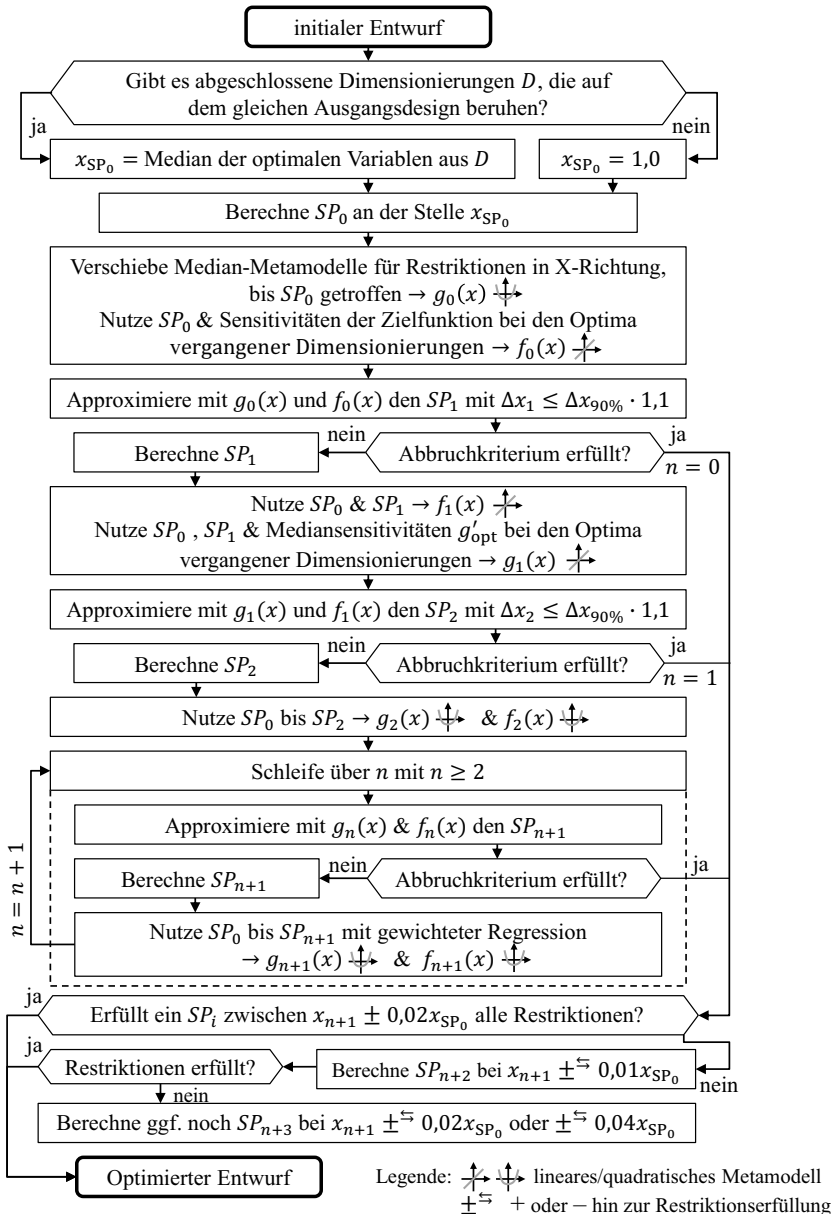 initialer Entwurf
Gibt es abgeschlossene Dimensionierungen D, die auf
dem gleichen Ausgangsdesign beruhen?
ja
nein
x_SP₀ = Median der optimalen Variablen aus D
x_SP₀ = 1,0
Berechne SP₀ an der Stelle x_SP₀
Verschiebe Median-Metamodelle für Restriktionen in X-Richtung,
bis SP₀ getroffen → g₀(x)
Nutze SP₀ & Sensitivitäten der Zielfunktion bei den Optima
vergangener Dimensionierungen → f₀(x)
Approximiere mit g₀(x) und f₀(x) den SP₁ mit Δx₁ ≤ Δx₉₀% · 1,1
nein
ja
Berechne SP₁
Abbruchkriterium erfüllt?
n = 0
Nutze SP₀ & SP₁ → f₁(x)
Nutze SP₀ , SP₁ & Mediansensitivitäten g′_opt bei den Optima
vergangener Dimensionierungen → g₁(x)
Approximiere mit g₁(x) und f₁(x) den SP₂ mit Δx₂ ≤ Δx₉₀% · 1,1
nein
ja
Berechne SP₂
Abbruchkriterium erfüllt?
n = 1
Nutze SP₀ bis SP₂ → g₂(x) & f₂(x)
Schleife über n mit n ≥ 2
Approximiere mit gₙ(x) & fₙ(x) den SPₙ₊₁
nein
ja
Berechne SPₙ₊₁
Abbruchkriterium erfüllt?
n = n + 1
Nutze SP₀ bis SPₙ₊₁ mit gewichteter Regression
→ gₙ₊₁(x) & fₙ₊₁(x)
ja
Erfüllt ein SPᵢ zwischen xₙ₊₁ ± 0,02x_SP₀ alle Restriktionen?
ja
Restriktionen erfüllt?
Berechne SPₙ₊₂ bei xₙ₊₁ ±⇆ 0,01x_SP₀
nein
nein
Berechne ggf. noch SPₙ₊₃ bei xₙ₊₁ ±⇆ 0,02x_SP₀ oder ±⇆ 0,04x_SP₀
Optimierter Entwurf
Legende: lineares/quadratisches Metamodell
±⇆ + oder − hin zur Restriktionserfüllung